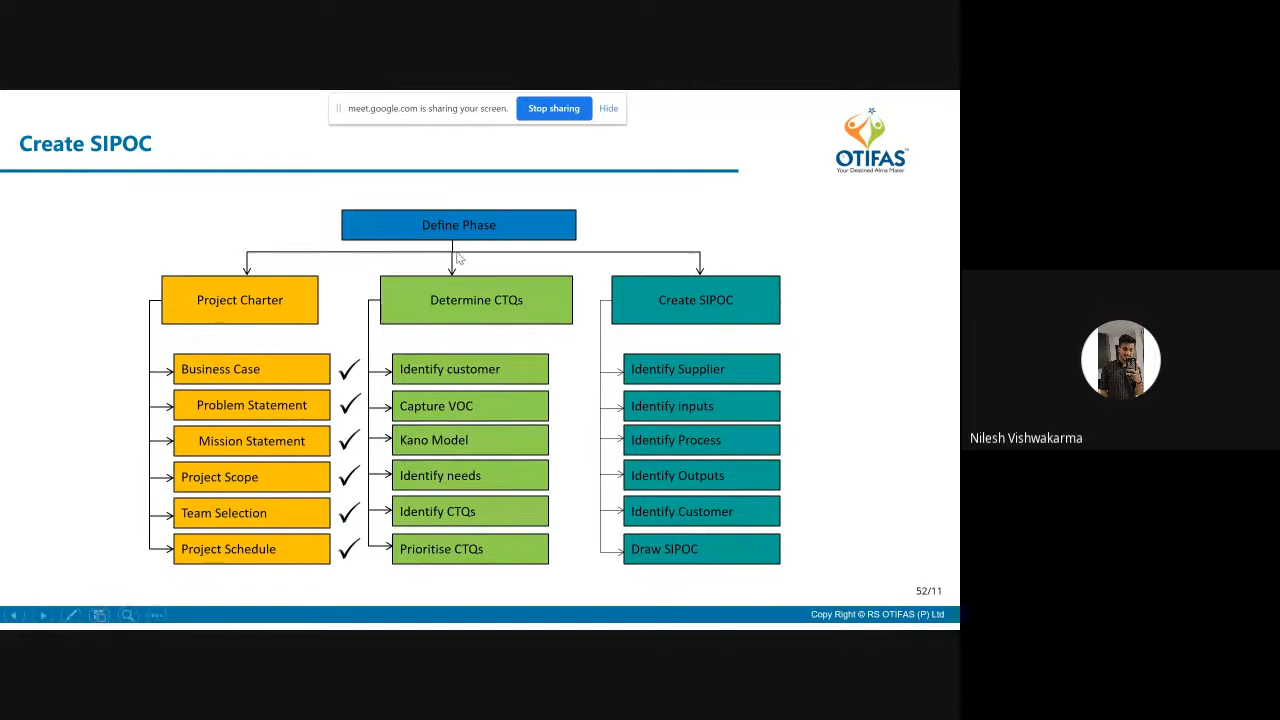 meet.google.com is sharing your screen.
Stop sharing
Hide
Create SIPOC
OTIFAS
Your Destined Alma Mater
Define Phase
Project Charter
Determine CTQs
Create SIPOC
Business Case
Identify customer
Identify Supplier
Problem Statement
Capture VOC
Identify inputs
Mission Statement
Kano Model
Identify Process
Project Scope
Identify needs
Identify Outputs
Team Selection
Identify CTQs
Identify Customer
Project Schedule
Prioritise CTQs
Draw SIPOC
Nilesh Vishwakarma
52/11
Copy Right © RS OTIFAS (P) Ltd